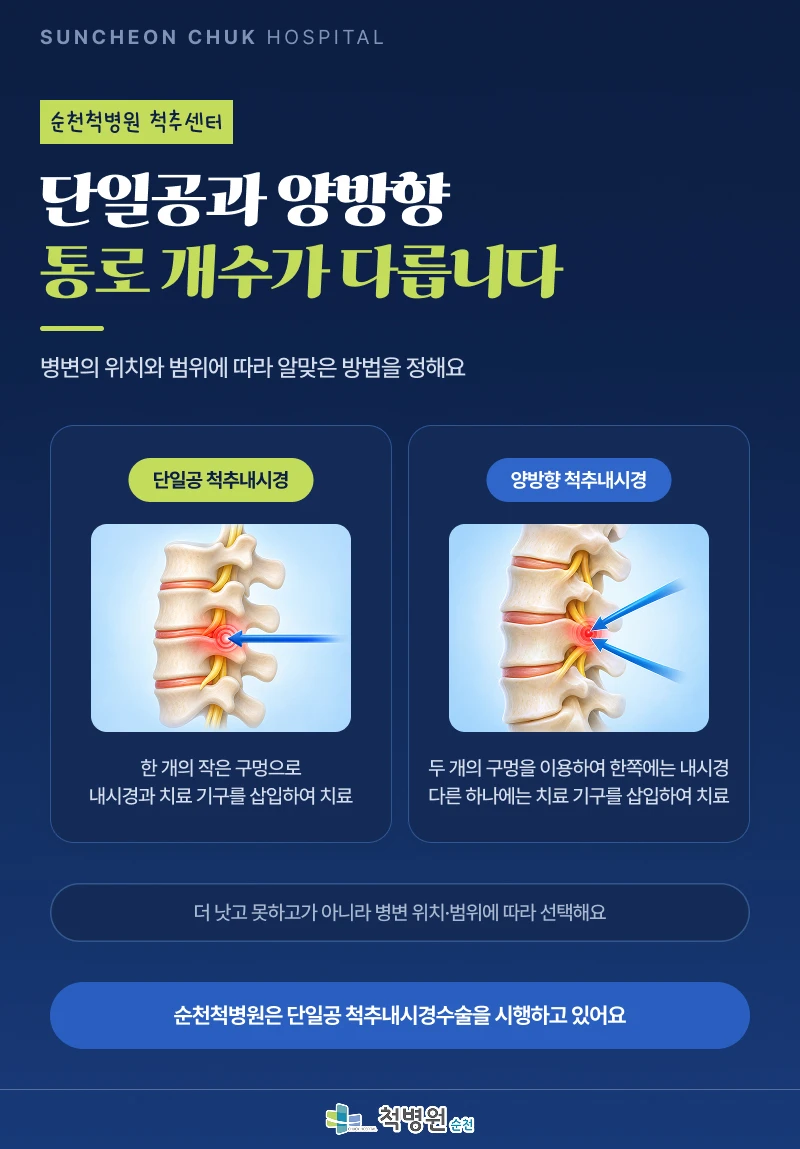 SUNCHEON CHUK HOSPITAL
순천척병원 척추센터
단일공과 양방향
통로 개수가 다릅니다
병변의 위치와 범위에 따라 알맞은 방법을 정해요
단일공 척추내시경
한 개의 작은 구멍으로
내시경과 치료 기구를 삽입하여 치료
양방향 척추내시경
두 개의 구멍을 이용하여 한쪽에는 내시경
다른 하나에는 치료 기구를 삽입하여 치료
더 낫고 못하고가 아니라 병변 위치·범위에 따라 선택해요
순천척병원은 단일공 척추내시경수술을 시행하고 있어요
척병원 순천